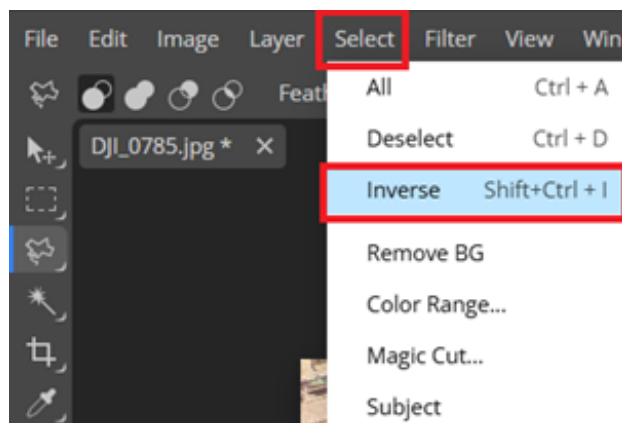 File Edit Image Layer Select Filter View Win
Feat
DJI_0785.jpg * ×
All Ctrl + A
Deselect Ctrl + D
Inverse Shift+Ctrl + I
Remove BG
Color Range...
Magic Cut...
Subject